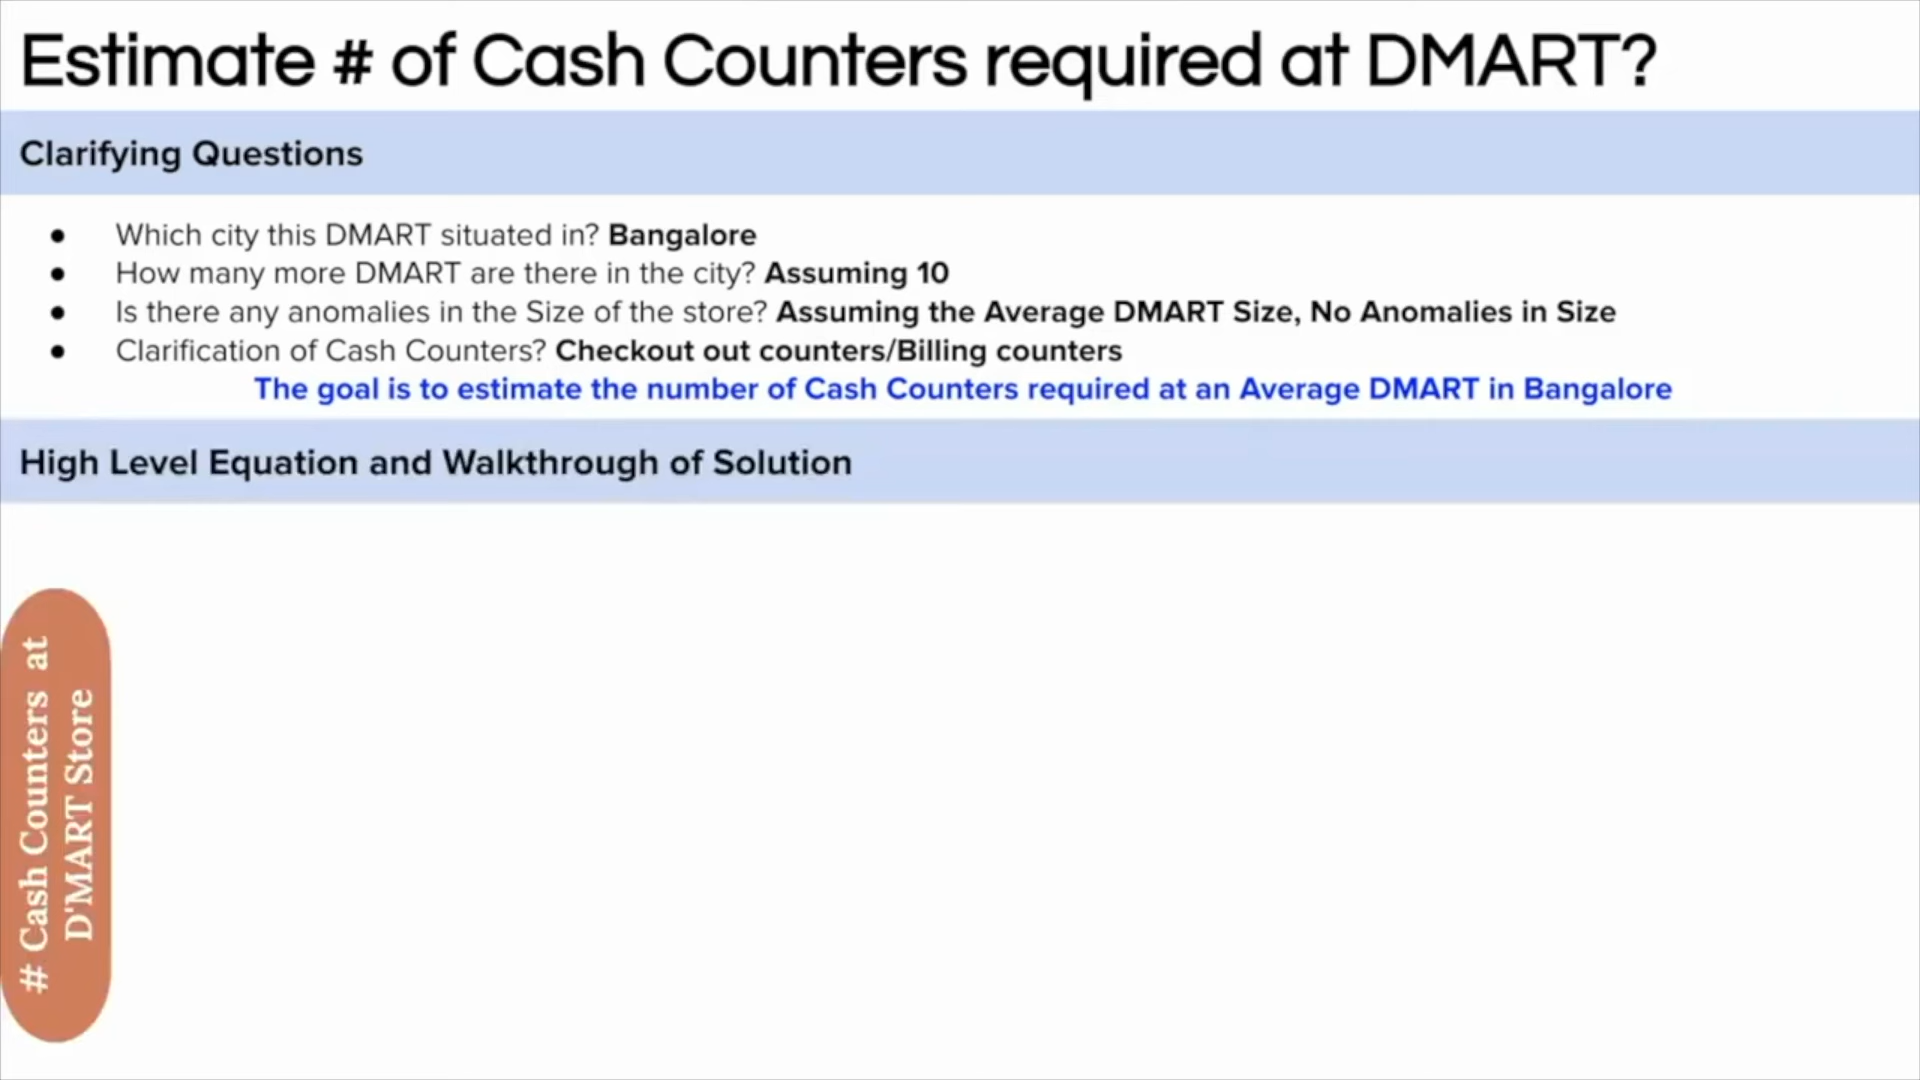 Estimate # of Cash Counters required at DMART?
Clarifying Questions
● Which city this DMART situated in? Bangalore
● How many more DMART are there in the city? Assuming 10
● Is there any anomalies in the Size of the store? Assuming the Average DMART Size, No Anomalies in Size
● Clarification of Cash Counters? Checkout out counters/Billing counters
The goal is to estimate the number of Cash Counters required at an Average DMART in Bangalore
High Level Equation and Walkthrough of Solution
# Cash Counters at
D'MART Store